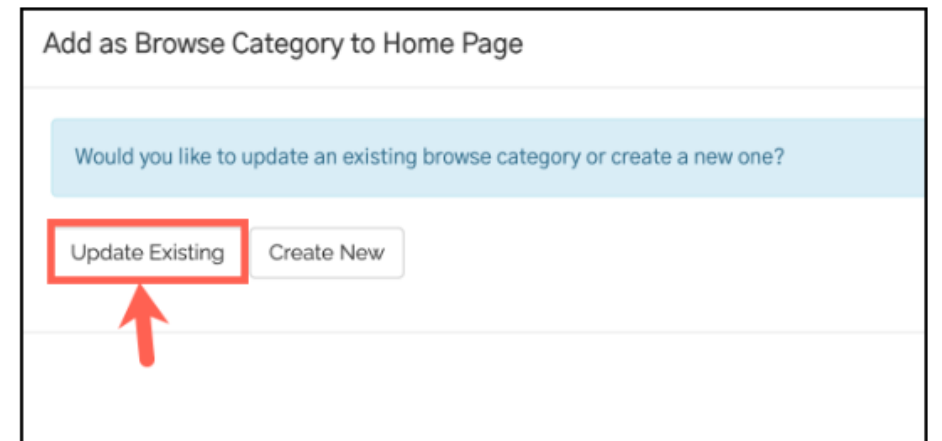 Add as Browse Category to Home Page
Would you like to update an existing browse category or create a new one?
Update Existing
Create New